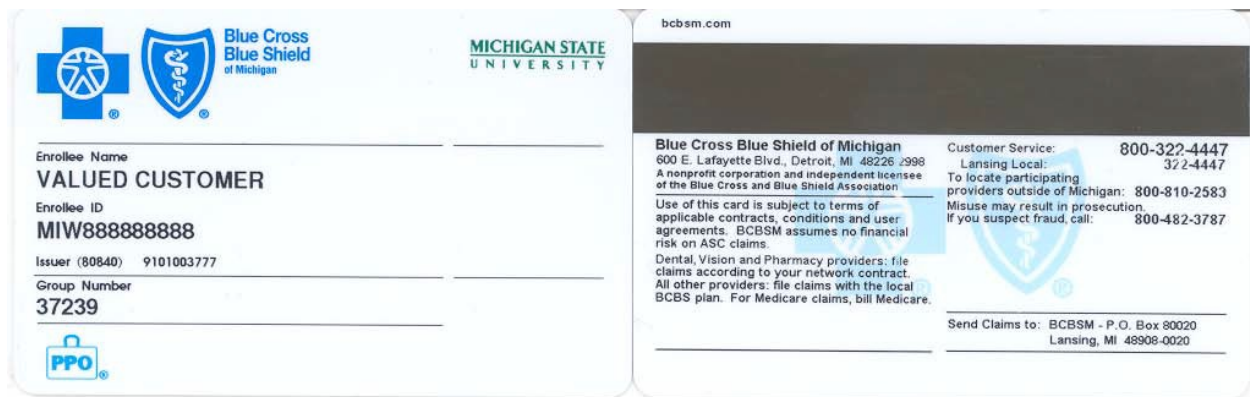 Blue Cross
Blue Shield
of Michigan
®
®
MICHIGAN STATE
UNIVERSITY
Enrollee Name
VALUED CUSTOMER
Enrollee ID
MIW888888888
Issuer (80840) 9101003777
Group Number
37239
PPO
®
bcbsm.com
Blue Cross Blue Shield of Michigan
600 E. Lafayette Blvd., Detroit, MI 48226 2998
A nonprofit corporation and independent licensee
of the Blue Cross and Blue Shield Association
Use of this card is subject to terms of
applicable contracts, conditions and user
agreements. BCBSM assumes no financial
risk on ASC claims.
Dental, Vision and Pharmacy providers: file
claims according to your network contract.
All other providers: file claims with the local
BCBS plan. For Medicare claims, bill Medicare.
Customer Service: 800-322-4447
Lansing Local: 322-4447
To locate participating
providers outside of Michigan: 800-810-2583
Misuse may result in prosecution.
If you suspect fraud, call: 800-482-3787
®
Send Claims to: BCBSM - P.O. Box 80020
Lansing, MI 48908-0020